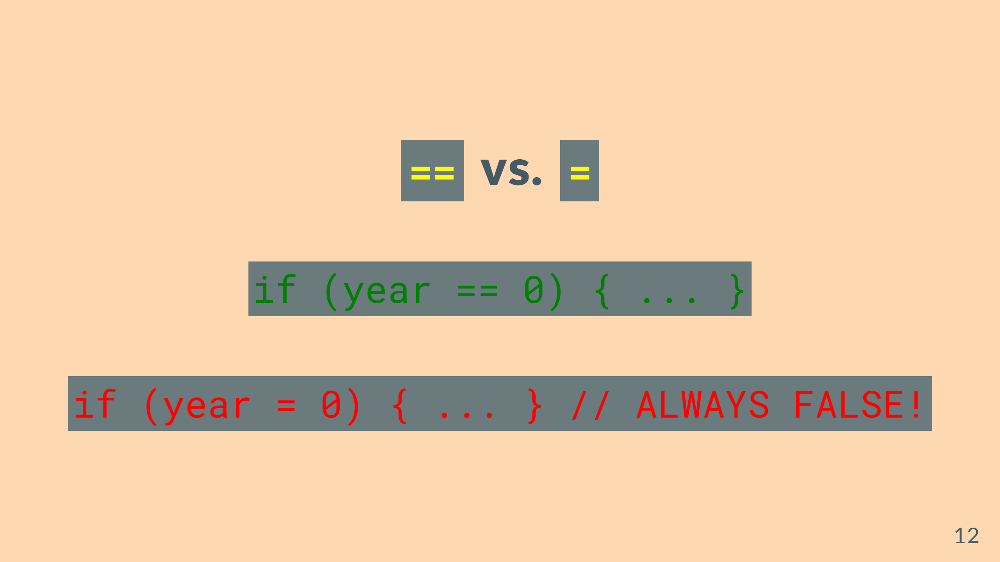 == vs. =
if (year == 0) { ... }
if (year = 0) { ... } // ALWAYS FALSE!
12